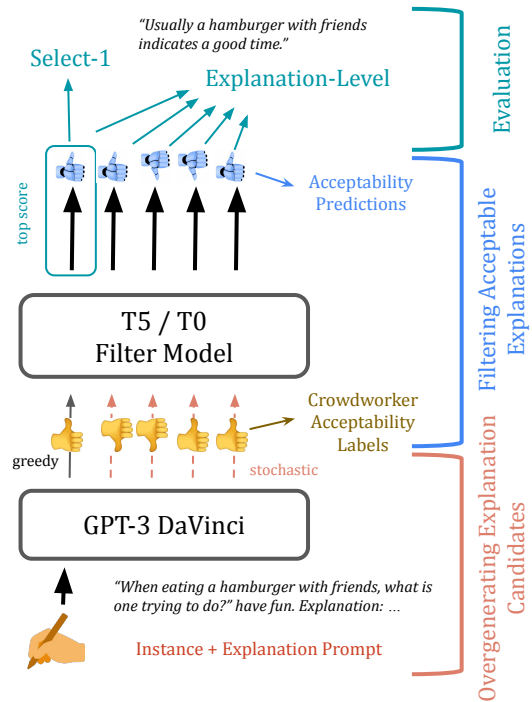 “Usually a hamburger with friends
indicates a good time.”
Select-1
Explanation-Level
Evaluation
top score
Acceptability
Predictions
T5 / T0
Filter Model
Filtering Acceptable
Explanations
Crowdworker
Acceptability
Labels
greedy
stochastic
GPT-3 DaVinci
“When eating a hamburger with friends, what is
one trying to do?” have fun. Explanation: ...
Instance + Explanation Prompt
Overgenerating Explanation
Candidates